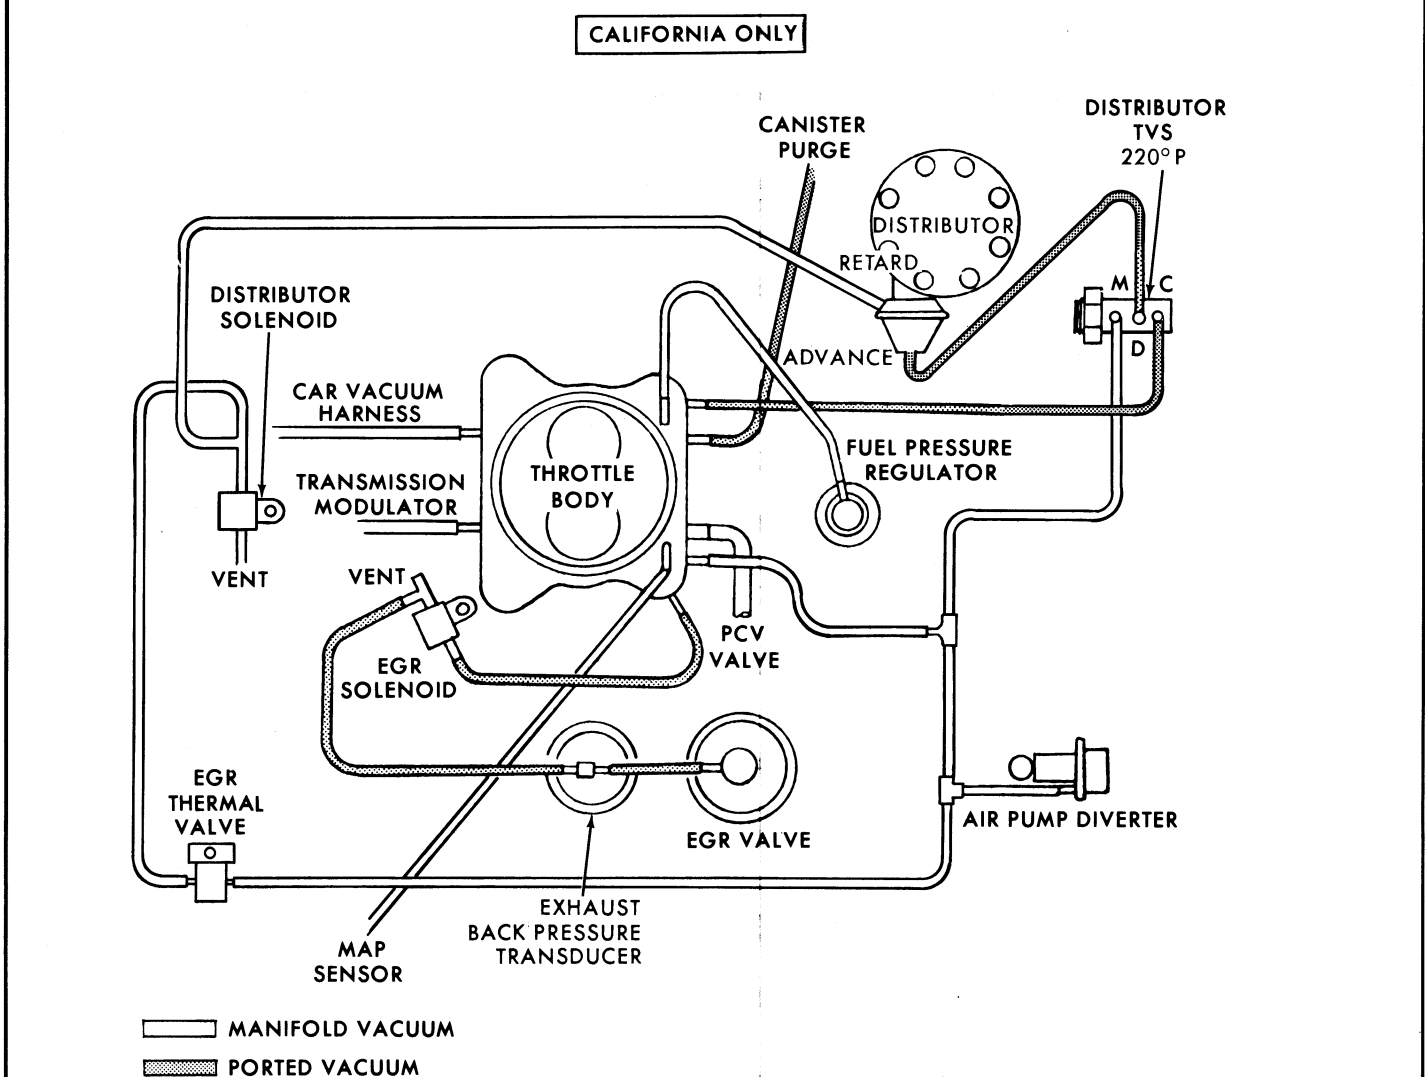 CALIFORNIA ONLY
DISTRIBUTOR
TVS
220° P
CANISTER
PURGE
DISTRIBUTOR
RETARD
M
C
DISTRIBUTOR
SOLENOID
D
ADVANCE
CAR VACUUM
HARNESS
FUEL PRESSURE
REGULATOR
THROTTLE
BODY
TRANSMISSION
MODULATOR
VENT
VENT
PCV
VALVE
EGR
SOLENOID
EGR
THERMAL
VALVE
AIR PUMP DIVERTER
EGR VALVE
EXHAUST
BACK PRESSURE
TRANSDUCER
MAP
SENSOR
MANIFOLD VACUUM
PORTED VACUUM